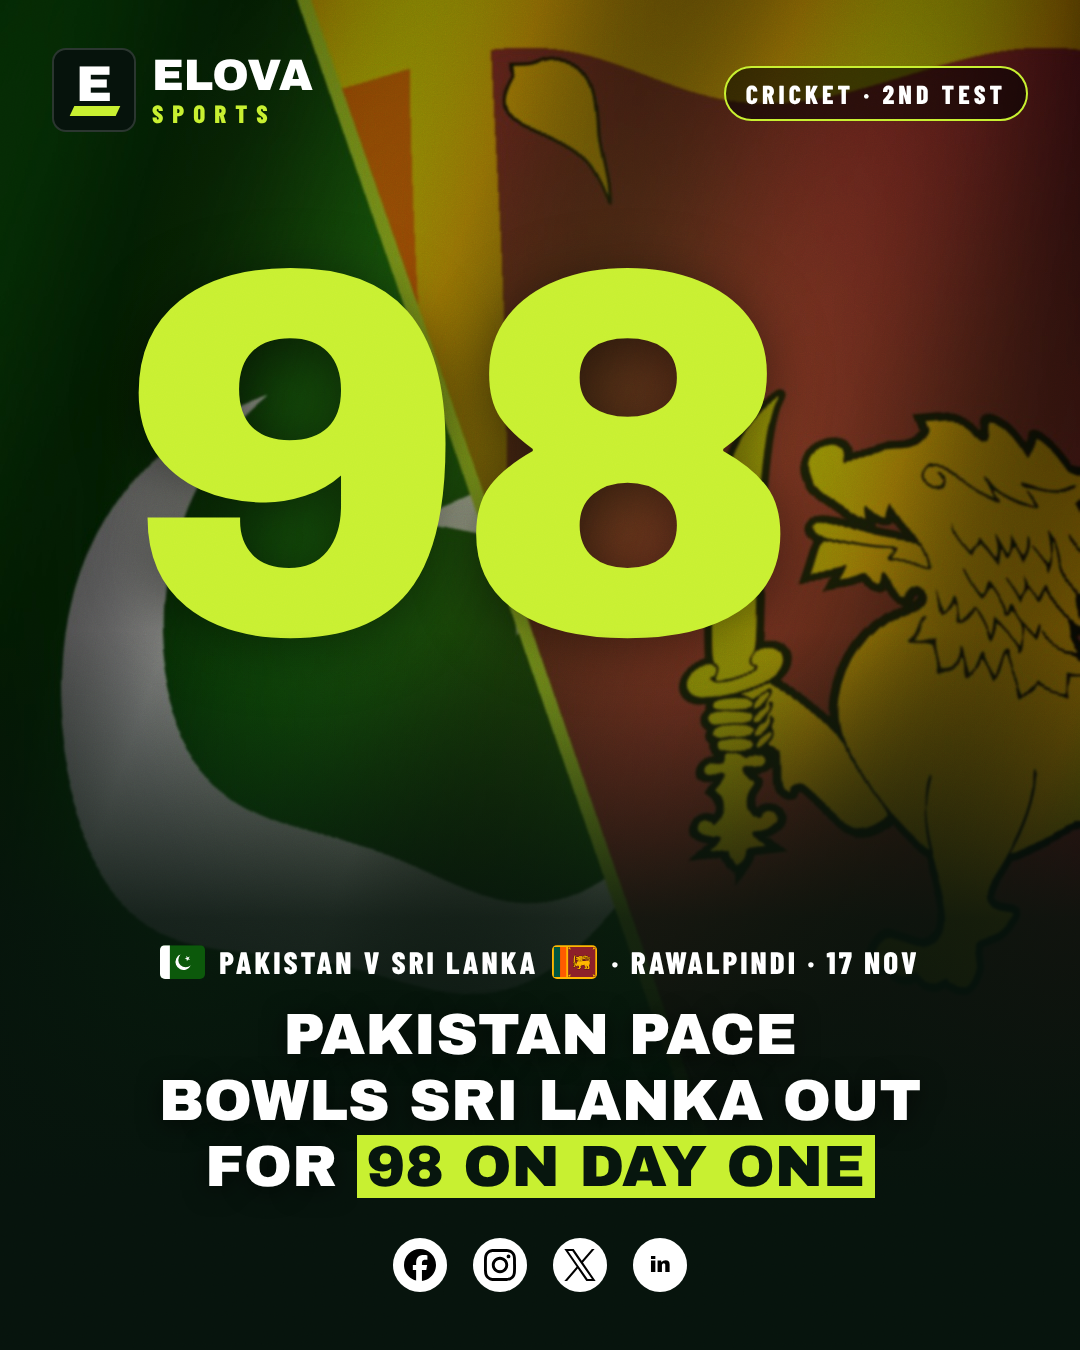 E
ELOVA
SPORTS
CRICKET · 2ND TEST
98
PAKISTAN V SRI LANKA · RAWALPINDI · 17 NOV
PAKISTAN PACE
BOWLS SRI LANKA OUT
FOR 98 ON DAY ONE
in